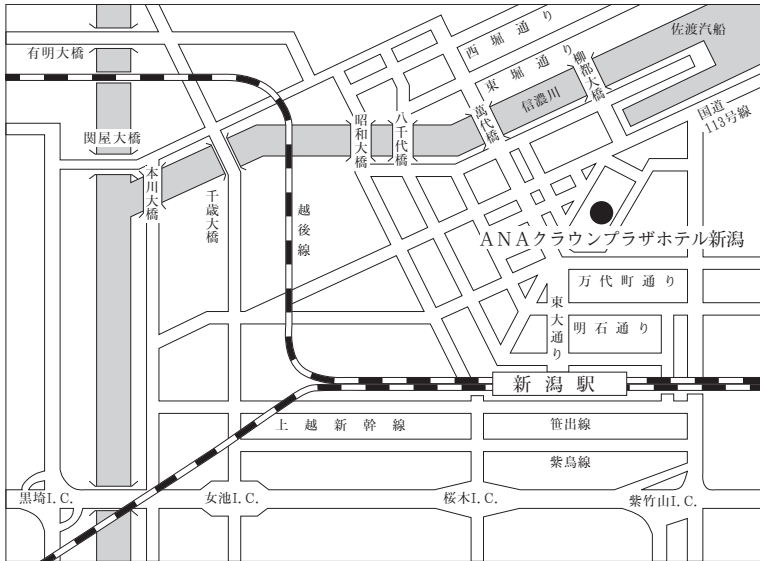 西堀通り
佐渡汽船
有明大橋
東堀通り
柳都大橋
信濃川
国道
113号線
萬代橋
八千代橋
昭和大橋
関屋大橋
本川大橋
千歳大橋
越後線
ANAクラウンプラザホテル新潟
万代町通り
東大通り
明石通り
新潟駅
上越新幹線
笹出線
紫鳥線
黒埼I.C.
女池I.C.
桜木I.C.
紫竹山I.C.